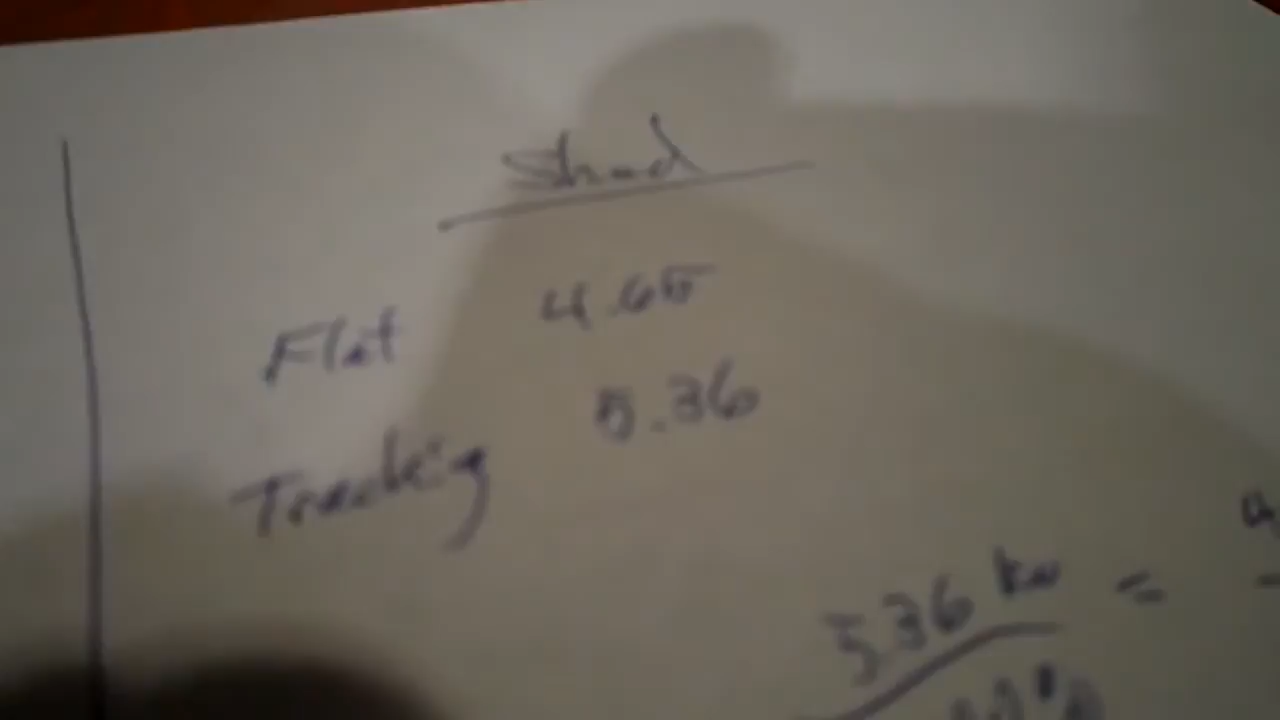 Shad
Flat 4.65
Tracking 5.36
5.36 kw =